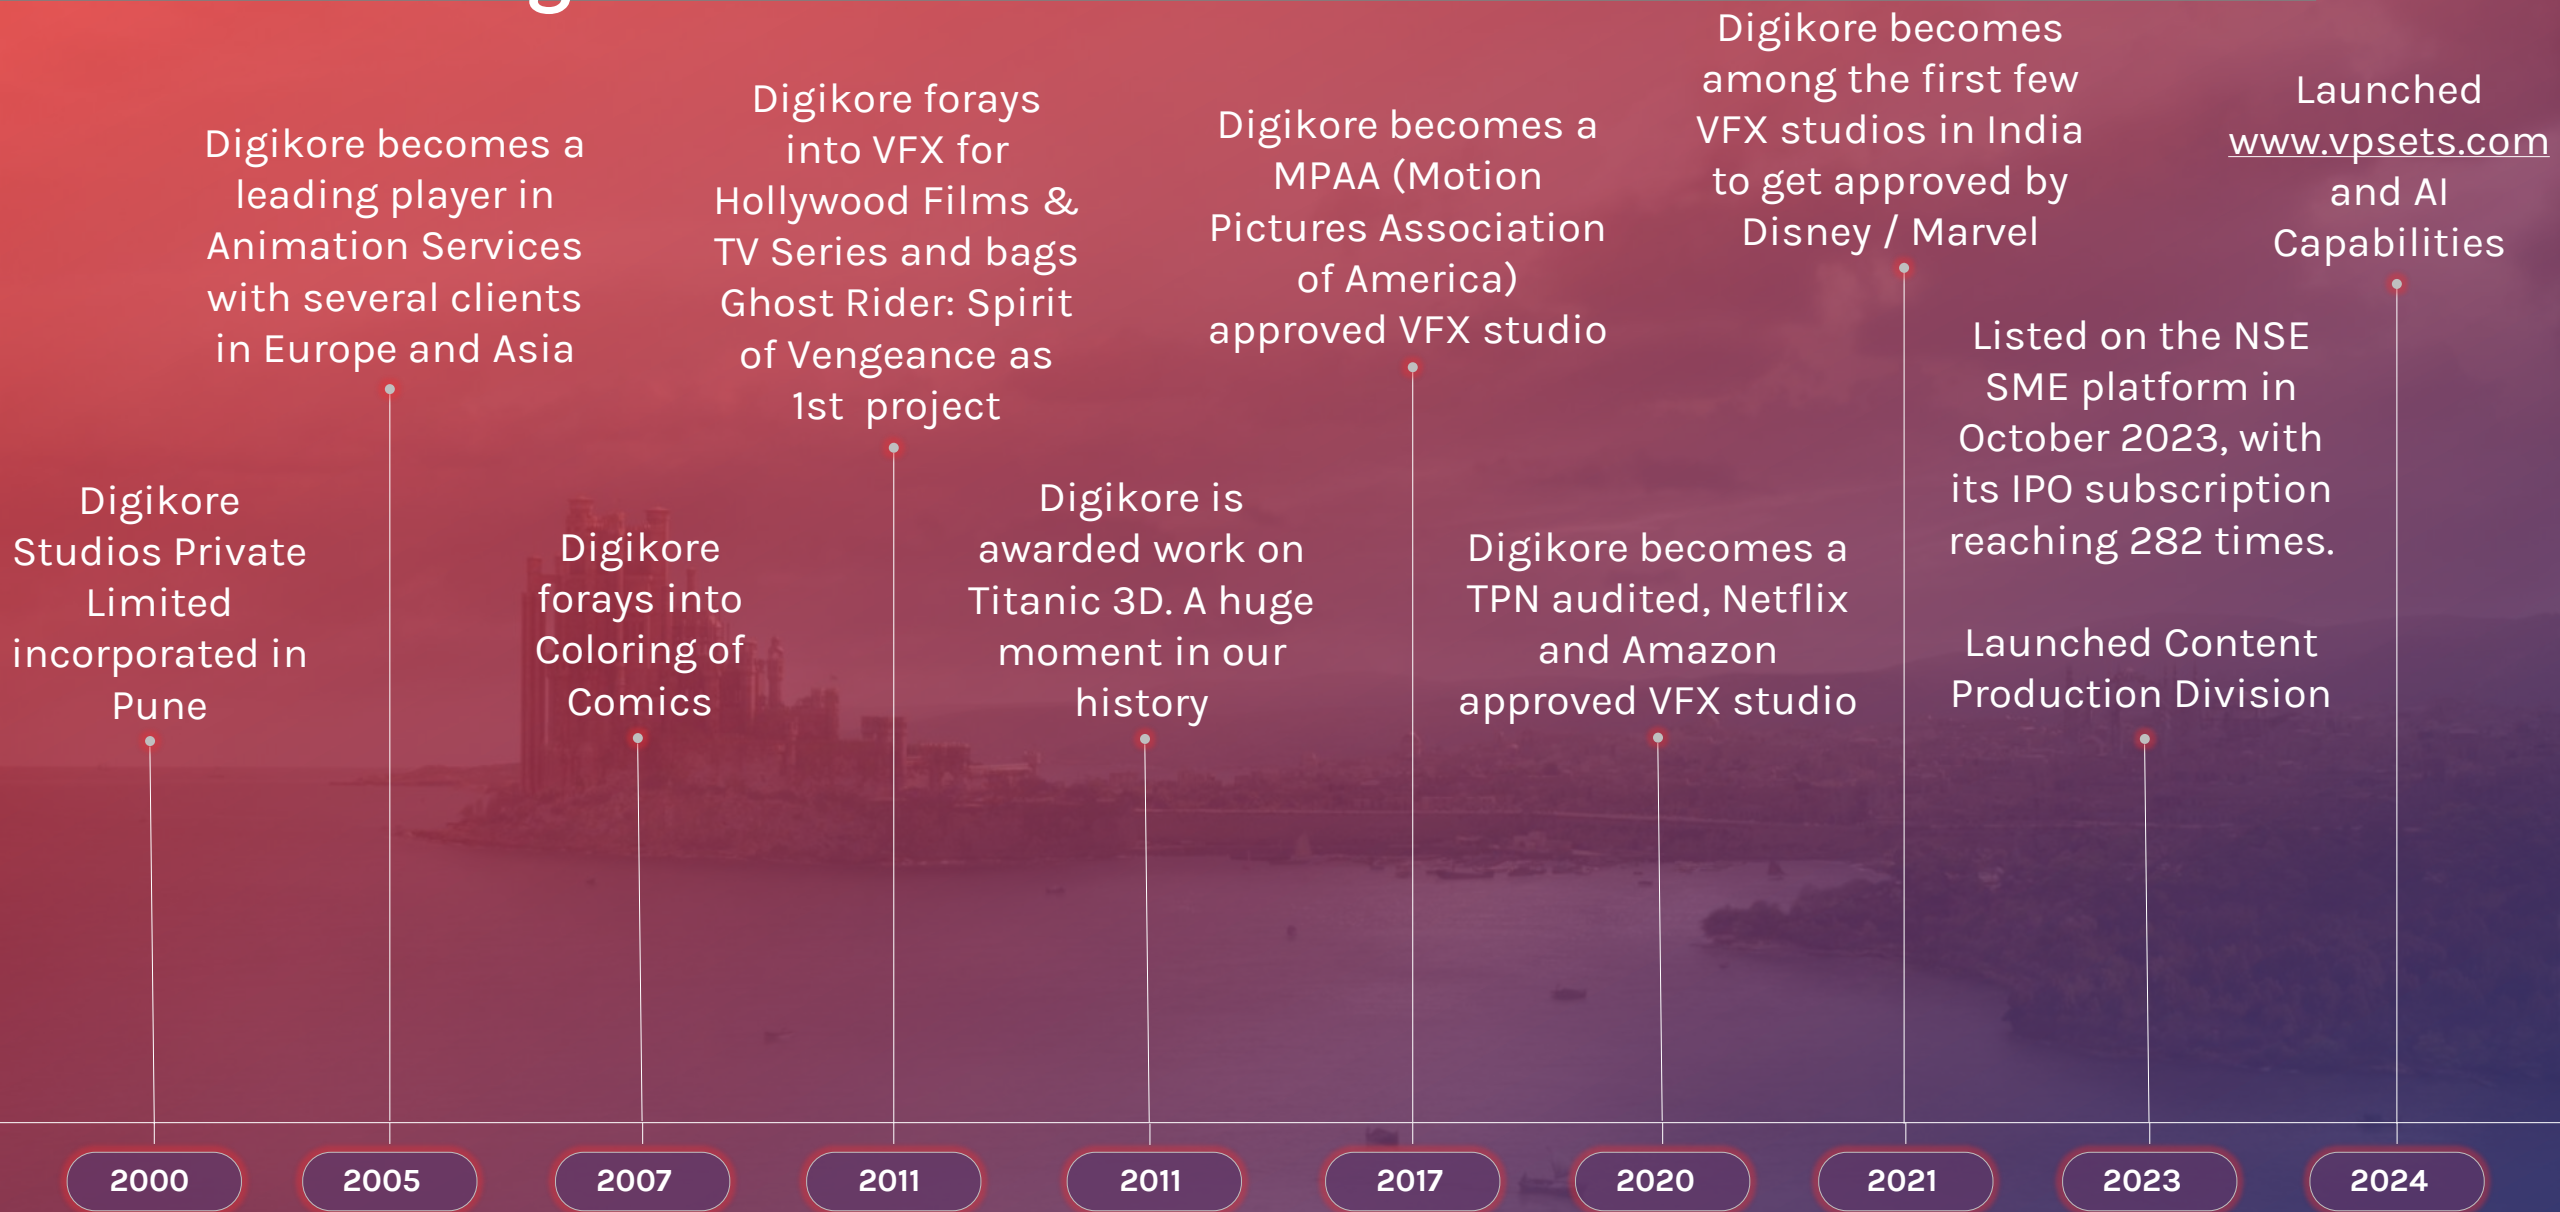 Digikore
Studios Private
Limited
incorporated in
Pune
Digikore becomes a
leading player in
Animation Services
with several clients
in Europe and Asia
Digikore
forays into
Coloring of
Comics
Digikore forays
into VFX for
Hollywood Films &
TV Series and bags
Ghost Rider: Spirit
of Vengeance as
1st project
Digikore is
awarded work on
Titanic 3D. A huge
moment in our
history
Digikore becomes a
MPAA (Motion
Pictures Association
of America)
approved VFX studio
Digikore becomes a
TPN audited, Netflix
and Amazon
approved VFX studio
Digikore becomes
among the first few
VFX studios in India
to get approved by
Disney / Marvel
Listed on the NSE
SME platform in
October 2023, with
its IPO subscription
reaching 282 times.
Launched Content
Production Division
Launched
www.vpsets.com
and AI
Capabilities
2000
2005
2007
2011
2011
2017
2020
2021
2023
2024